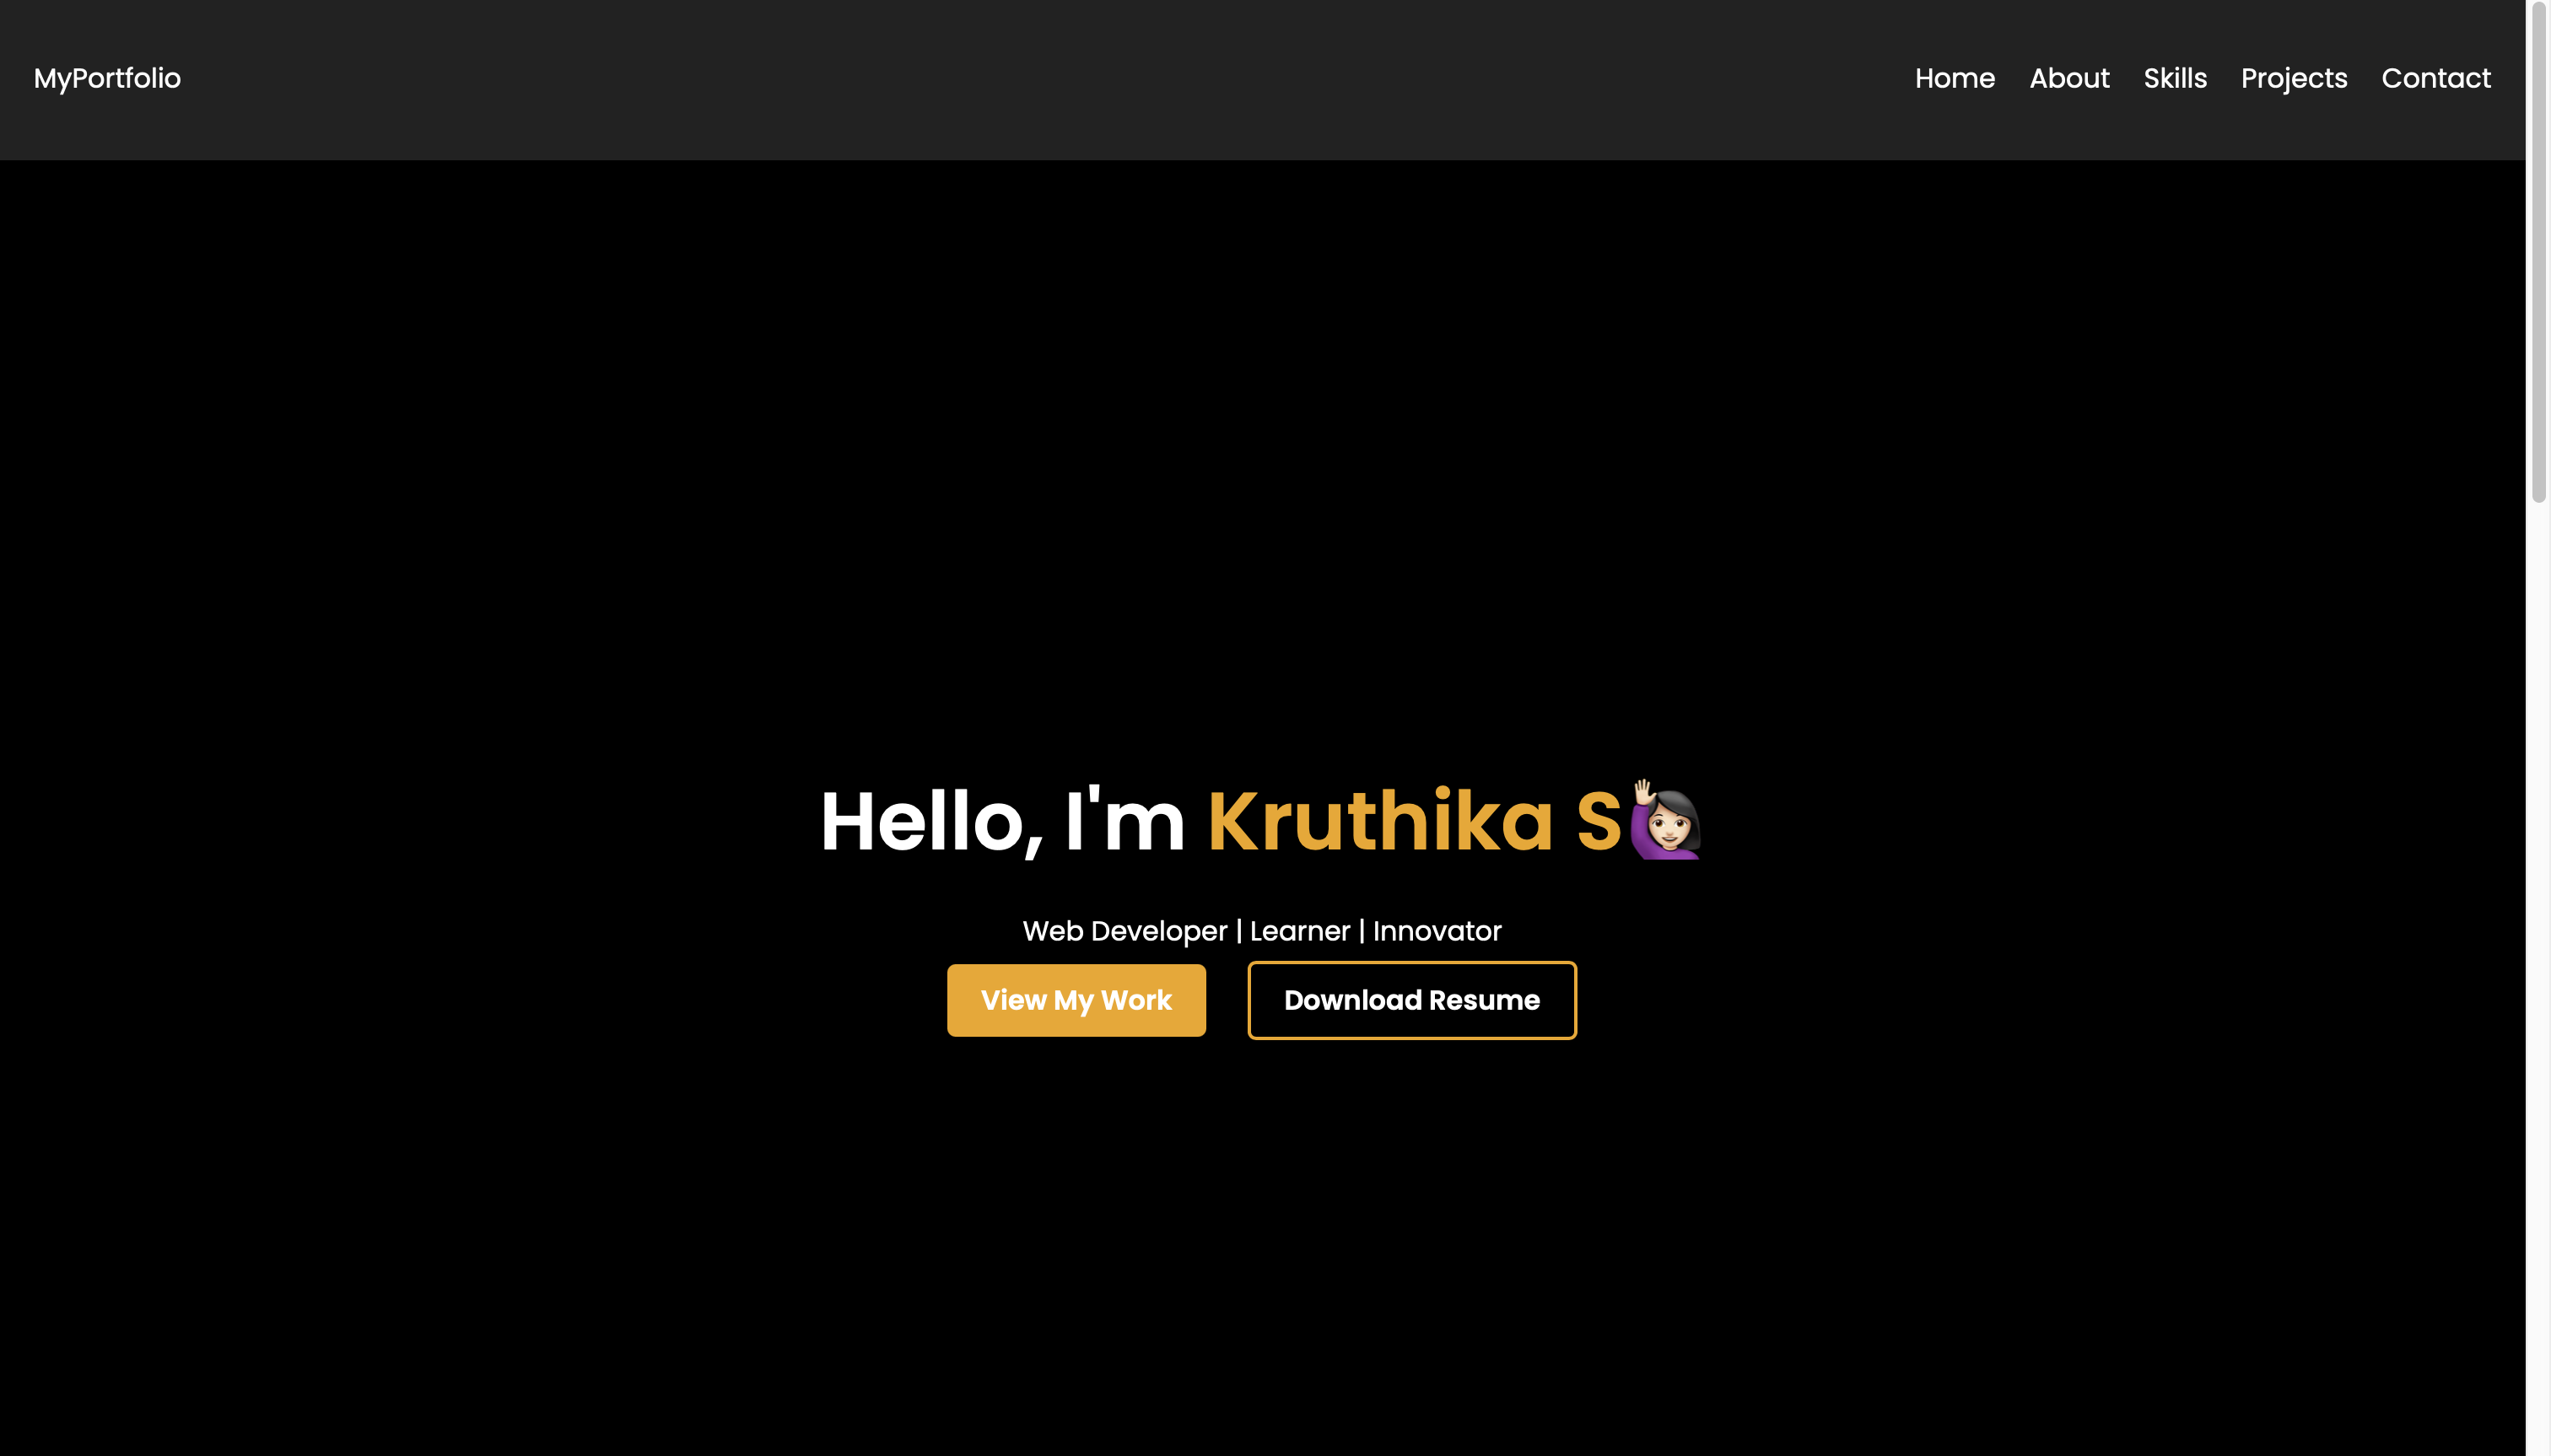 MyPortfolio
Home About Skills Projects Contact
Hello, I'm Kruthika S🙋🏻‍♀️
Web Developer | Learner | Innovator
View My Work
Download Resume